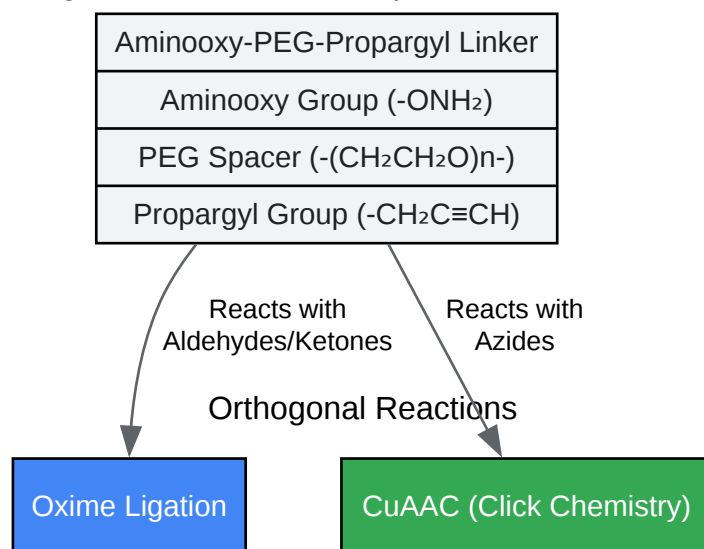 Aminooxy-PEG-Propargyl Linker
Aminooxy Group (-ONH₂)
PEG Spacer (-(CH₂CH₂O)n-)
Propargyl Group (-CH₂C≡CH)
Reacts with
Aldehydes/Ketones
Reacts with
Azides
Orthogonal Reactions
Oxime Ligation
CuAAC (Click Chemistry)